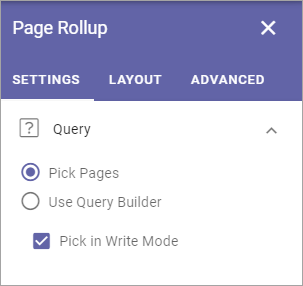 Page Rollup
SETTINGS LAYOUT ADVANCED
? Query
Pick Pages
Use Query Builder
Pick in Write Mode